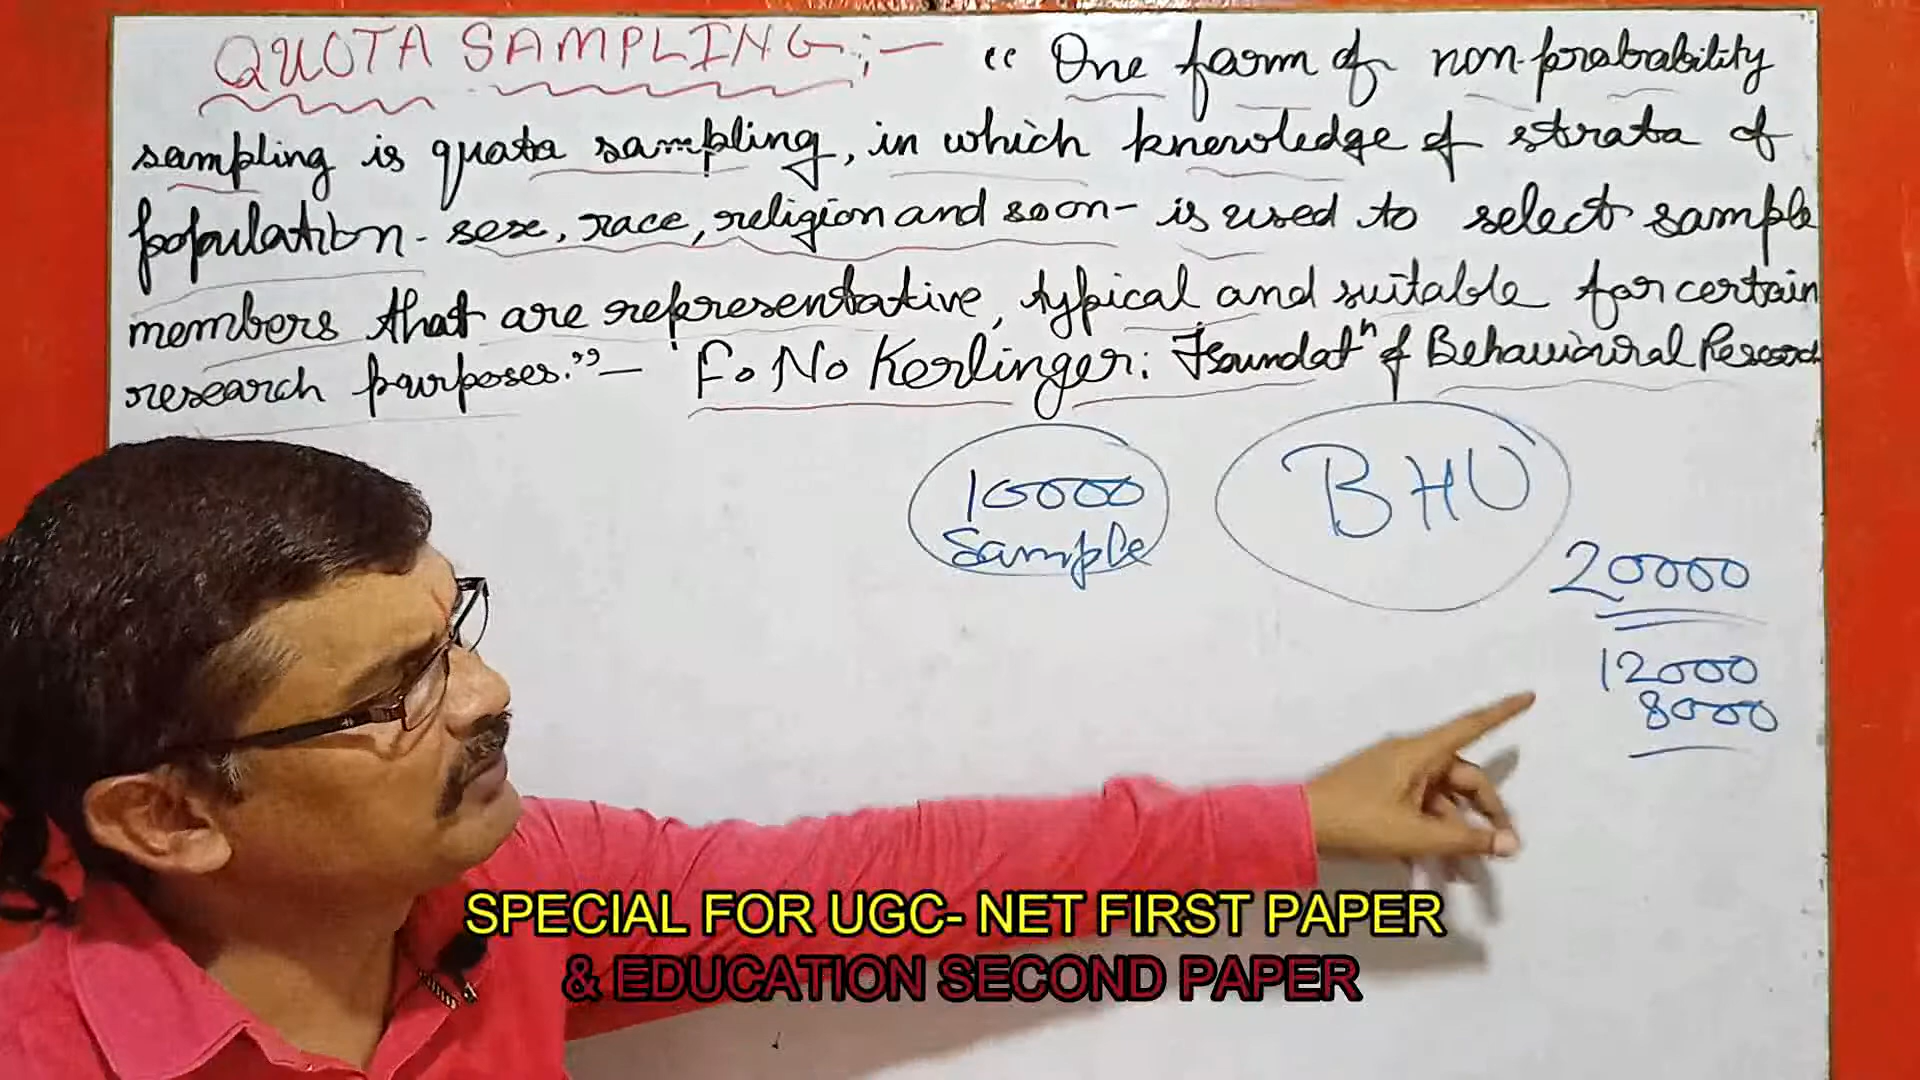 QUOTA SAMPLING:- “One form of non-probability
sampling is quota sampling, in which knowledge of strata of
population - sex, race, religion and so on - is used to select sample
members that are representative, typical and suitable for certain
research purposes.” - F. N. Kerlinger: Foundatⁿ of Behavioural Research
10000
Sample
BHU
20000
12000
8000
SPECIAL FOR UGC- NET FIRST PAPER
& EDUCATION SECOND PAPER